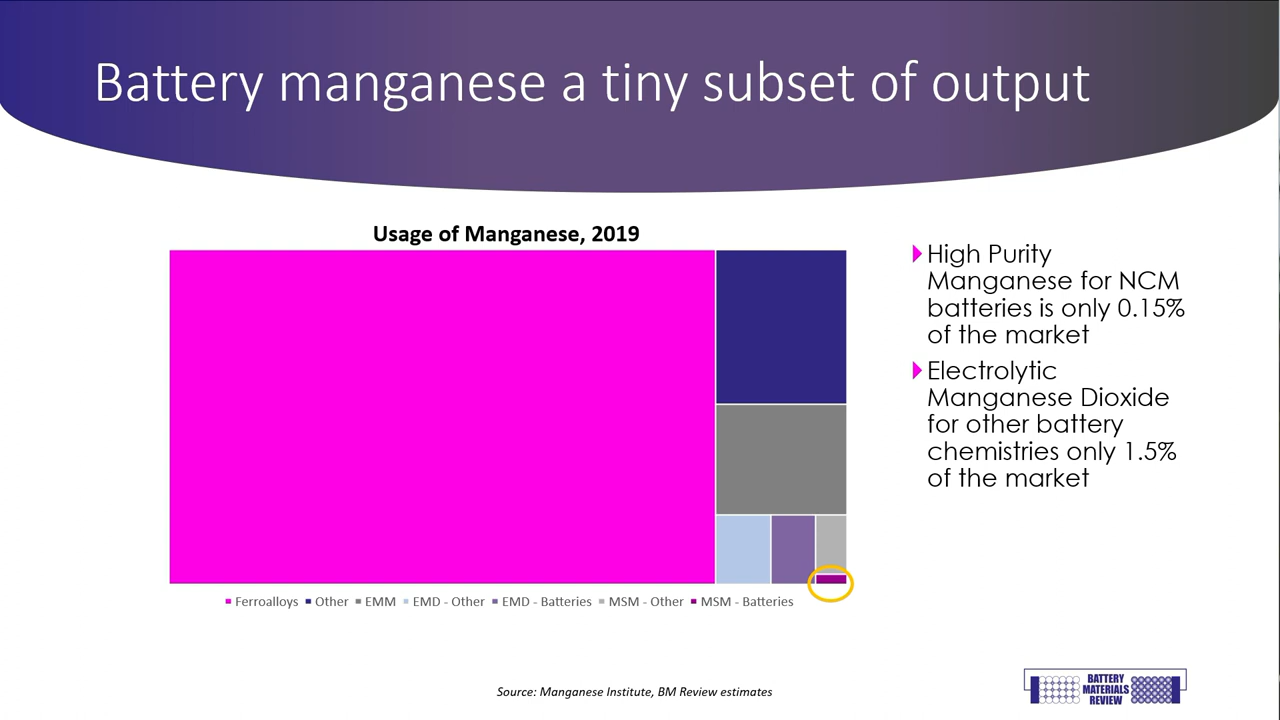 Battery manganese a tiny subset of output
Usage of Manganese, 2019
Ferroalloys Other EMM EMD - Other EMD - Batteries MSM - Other MSM - Batteries
High Purity
Manganese for NCM
batteries is only 0.15%
of the market
Electrolytic
Manganese Dioxide
for other battery
chemistries only 1.5%
of the market
Source: Manganese Institute, BM Review estimates
BATTERY
MATERIALS
REVIEW